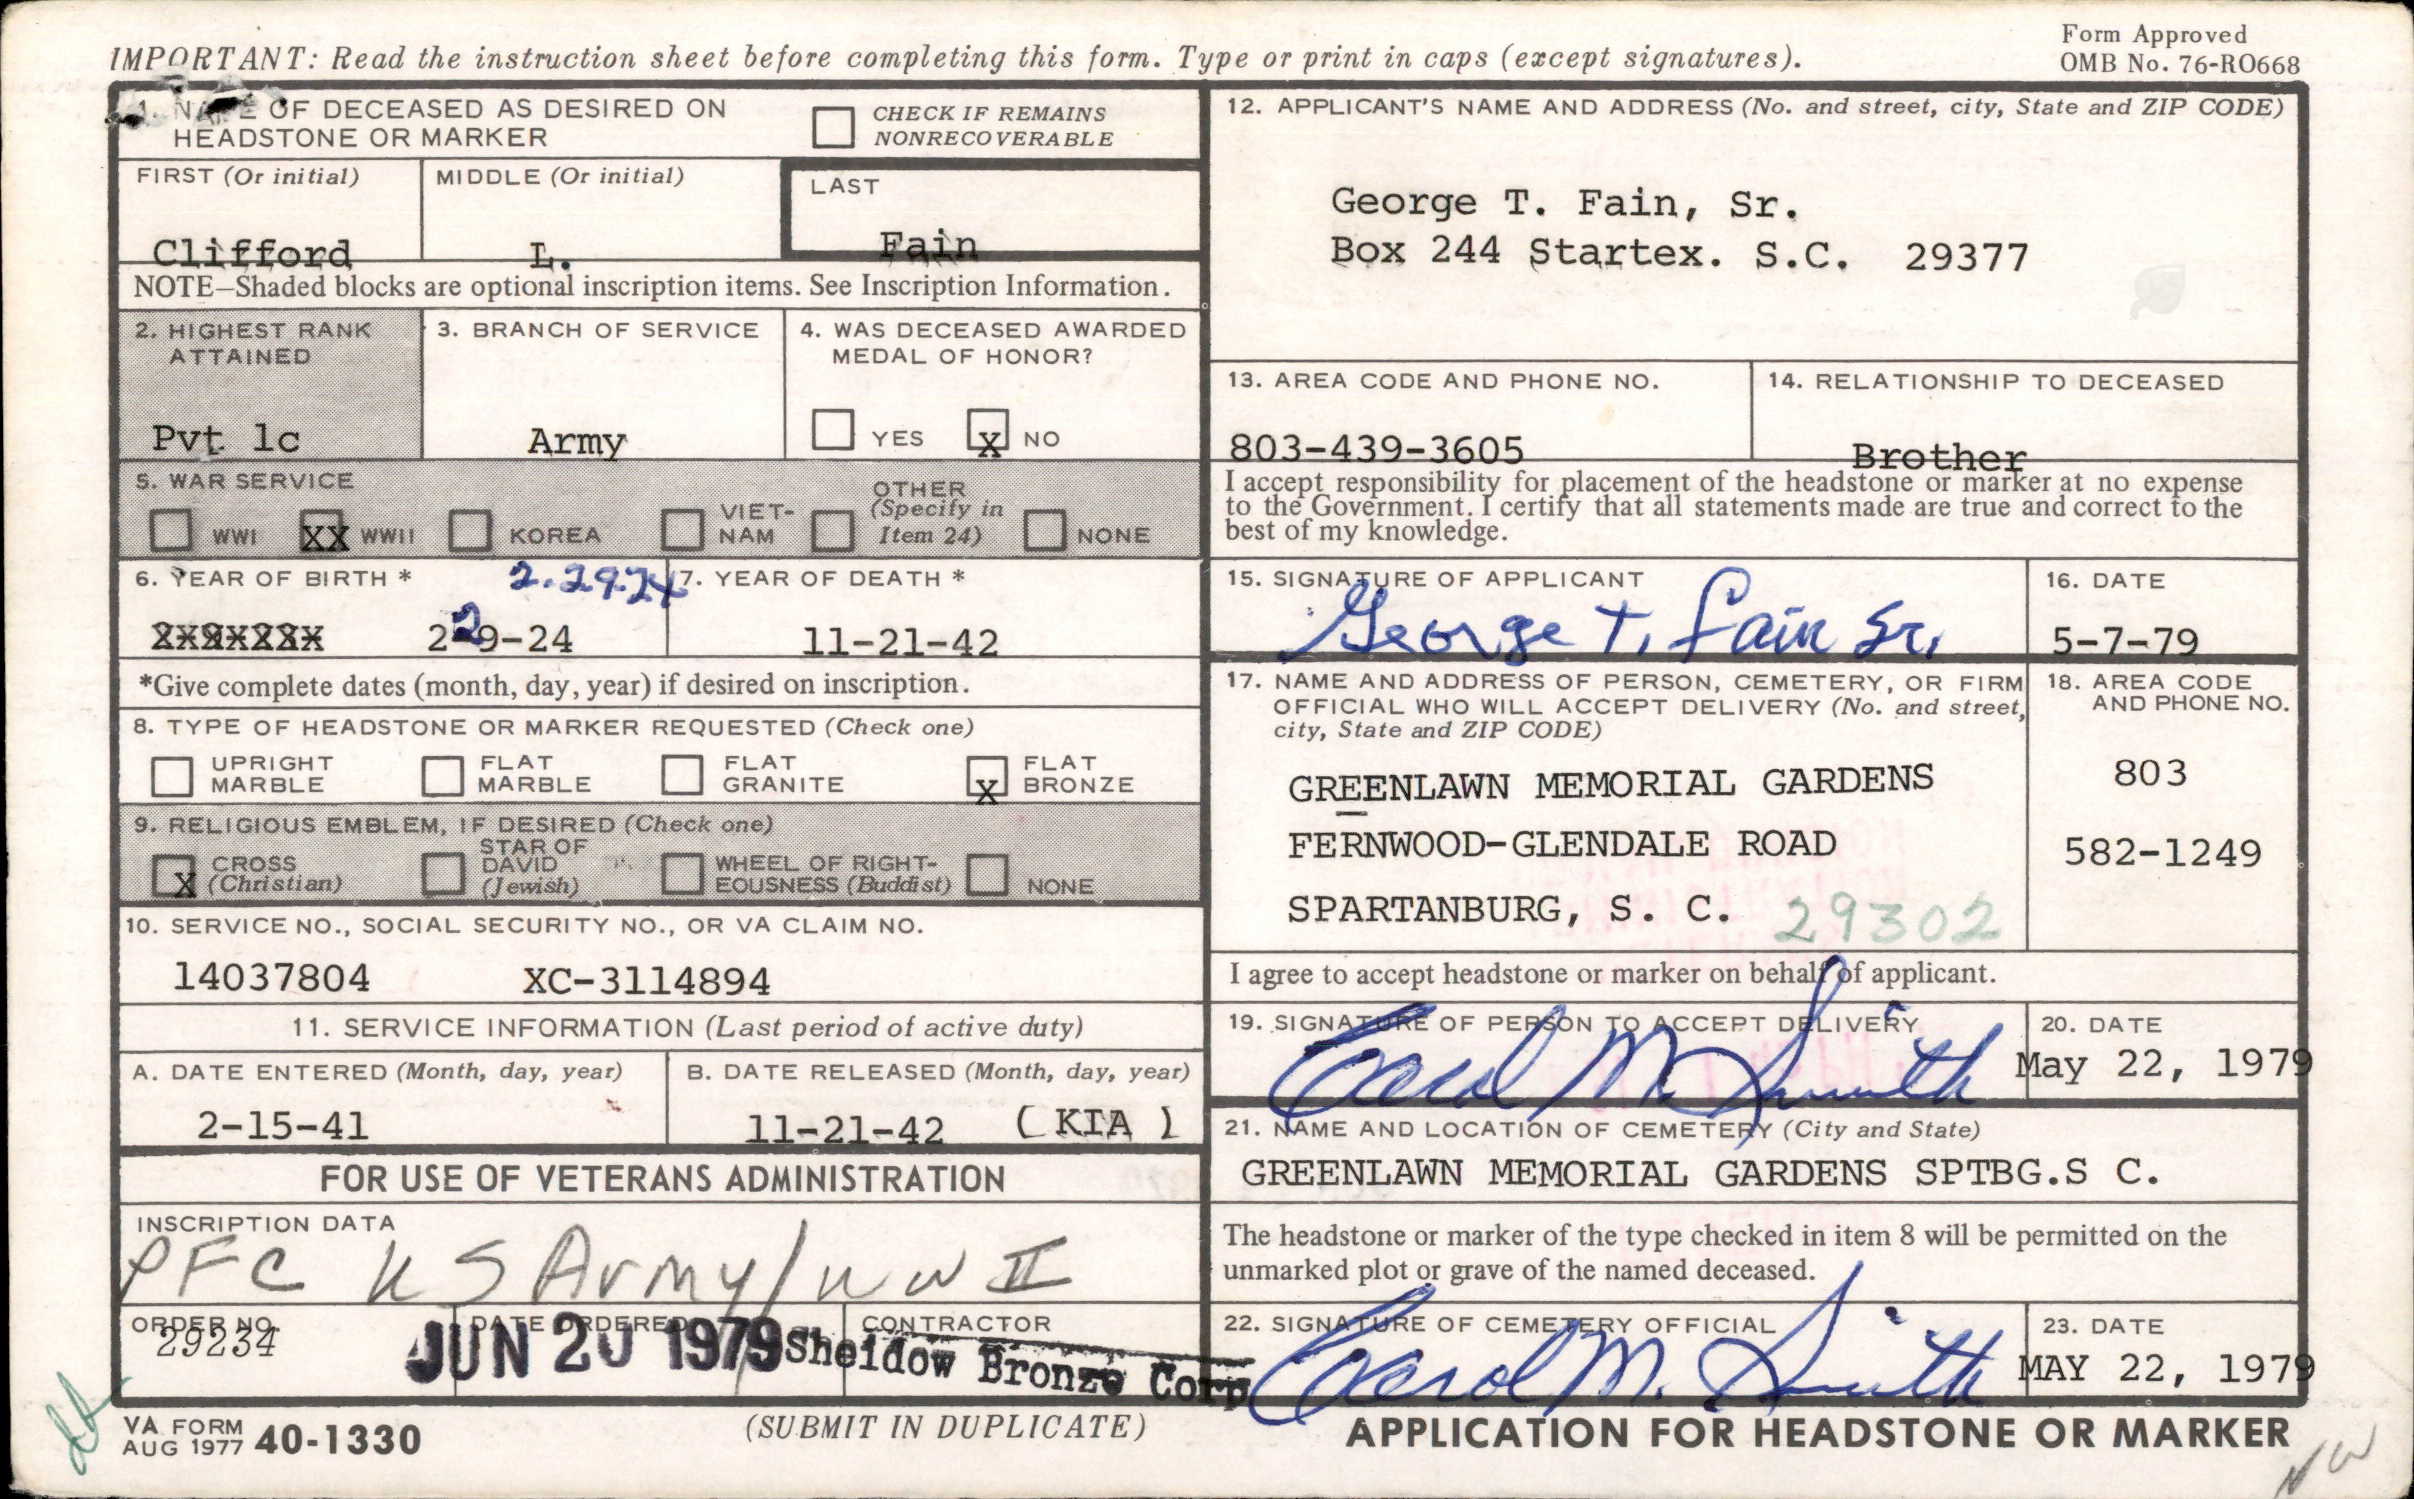 IMPORTANT: Read the instruction sheet before completing this form. Type or print in caps (except signatures).
Form Approved
OMB No. 76-RO668
1. NAME OF DECEASED AS DESIRED ON
HEADSTONE OR MARKER
CHECK IF REMAINS
NONRECOVERABLE
FIRST (Or initial)
MIDDLE (Or initial)
LAST
Clifford
L.
Fain
NOTE—Shaded blocks are optional inscription items. See Inscription Information.
2. HIGHEST RANK
ATTAINED
Pvt 1c
3. BRANCH OF SERVICE
Army
4. WAS DECEASED AWARDED
MEDAL OF HONOR?
YES
X NO
5. WAR SERVICE
WWI
XX WWII
KOREA
VIET-
NAM
OTHER
(Specify in
Item 24)
NONE
6. YEAR OF BIRTH *
2.29.24
2-29-24
7. YEAR OF DEATH *
11-21-42
*Give complete dates (month, day, year) if desired on inscription.
8. TYPE OF HEADSTONE OR MARKER REQUESTED (Check one)
UPRIGHT
MARBLE
FLAT
MARBLE
FLAT
GRANITE
X FLAT
BRONZE
9. RELIGIOUS EMBLEM, IF DESIRED (Check one)
X CROSS
(Christian)
STAR OF
DAVID
(Jewish)
WHEEL OF RIGHT-
EOUSNESS (Buddist)
NONE
10. SERVICE NO., SOCIAL SECURITY NO., OR VA CLAIM NO.
14037804 XC-3114894
11. SERVICE INFORMATION (Last period of active duty)
A. DATE ENTERED (Month, day, year)
2-15-41
B. DATE RELEASED (Month, day, year)
11-21-42 (KIA)
FOR USE OF VETERANS ADMINISTRATION
INSCRIPTION DATA
PFC US Army/WW II
ORDER NO.
29234
DATE ORDERED
JUN 20 1979
CONTRACTOR
Sheidow Bronze Corp
VA FORM
AUG 1977 40-1330
(SUBMIT IN DUPLICATE)
12. APPLICANT'S NAME AND ADDRESS (No. and street, city, State and ZIP CODE)
George T. Fain, Sr.
Box 244 Startex. S.C. 29377
13. AREA CODE AND PHONE NO.
803-439-3605
14. RELATIONSHIP TO DECEASED
Brother
I accept responsibility for placement of the headstone or marker at no expense
to the Government. I certify that all statements made are true and correct to the
best of my knowledge.
15. SIGNATURE OF APPLICANT
George T. Fain Sr.
16. DATE
5-7-79
17. NAME AND ADDRESS OF PERSON, CEMETERY, OR FIRM
OFFICIAL WHO WILL ACCEPT DELIVERY (No. and street,
city, State and ZIP CODE)
GREENLAWN MEMORIAL GARDENS
FERNWOOD-GLENDALE ROAD
SPARTANBURG, S. C. 29302
18. AREA CODE
AND PHONE NO.
803
582-1249
I agree to accept headstone or marker on behalf of applicant.
19. SIGNATURE OF PERSON TO ACCEPT DELIVERY
Carol M. Smith
20. DATE
May 22, 1979
21. NAME AND LOCATION OF CEMETERY (City and State)
GREENLAWN MEMORIAL GARDENS SPTBG.S C.
The headstone or marker of the type checked in item 8 will be permitted on the
unmarked plot or grave of the named deceased.
22. SIGNATURE OF CEMETERY OFFICIAL
Carol M. Smith
23. DATE
MAY 22, 1979
APPLICATION FOR HEADSTONE OR MARKER